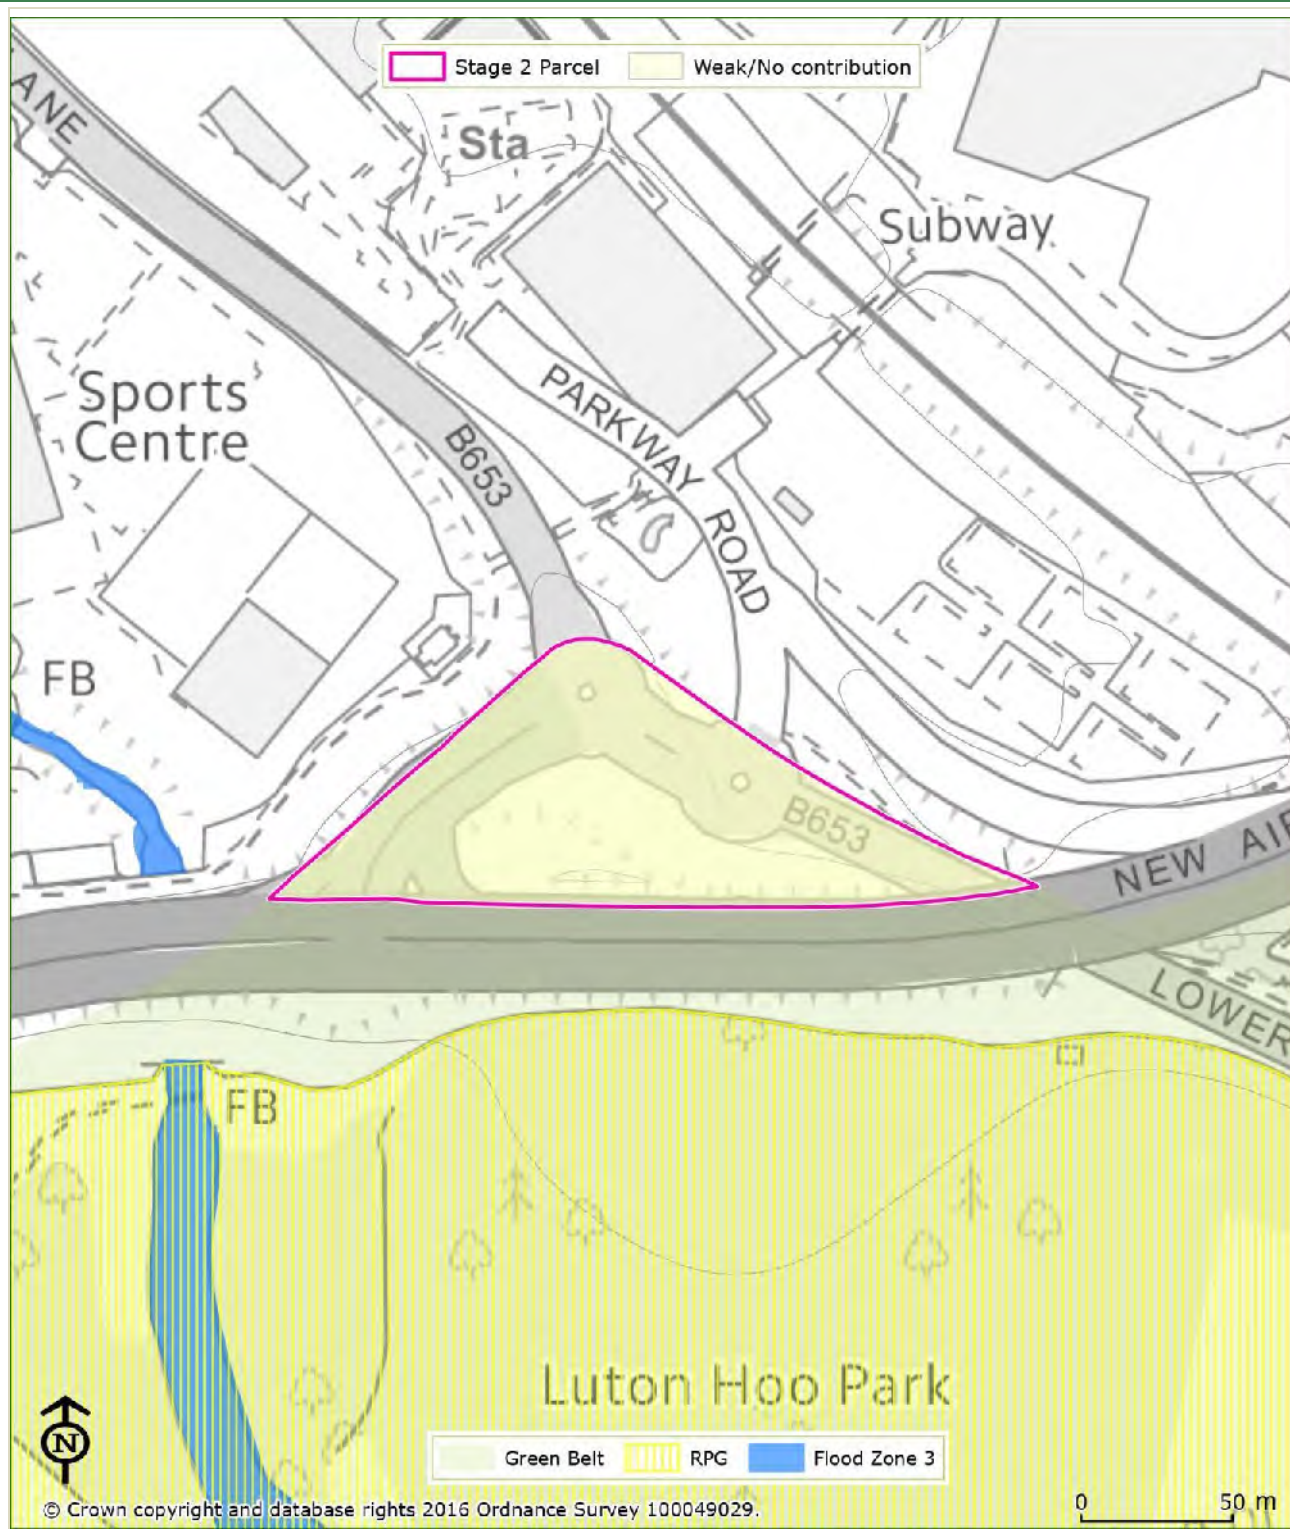 Stage 2 Parcel
Weak/No contribution
ANE
Sta
Subway
Sports
Centre
PARKWAY
B653
ROAD
FB
B653
NEW AIR
LOWER
FB
Luton Hoo Park
Green Belt
RPG
Flood Zone 3
N
© Crown copyright and database rights 2016 Ordnance Survey 100049029.
0
50 m